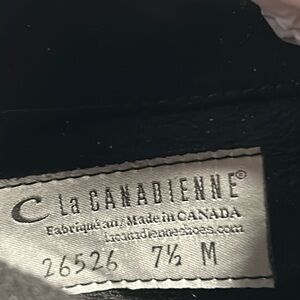 C La CANADIENNE®
Fabriqué au/Made in CANADA
lacanadienneshoes.com
26526 7½ M